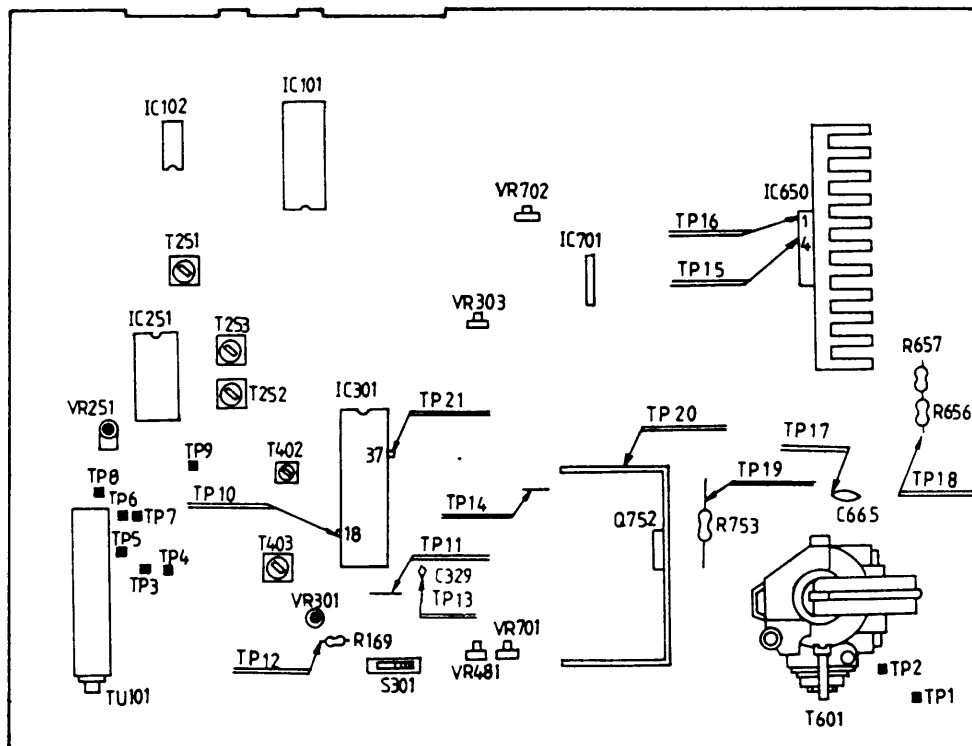 IC101
IC102
VR702
IC650
TP16
1
IC701
T251
4
TP15
VR303
IC251
T253
R657
T252
IC301
TP21
TP20
R656
VR251
TP17
TP9
T402
37
TP19
TP8
TP10
TP14
TP18
TP6
TP7
C665
18
Q752
R753
TP5
T403
TP11
TP3
TP4
C329
VR301
TP13
R169
VR701
TP12
S301
VR481
TP2
TU101
T601
TP1